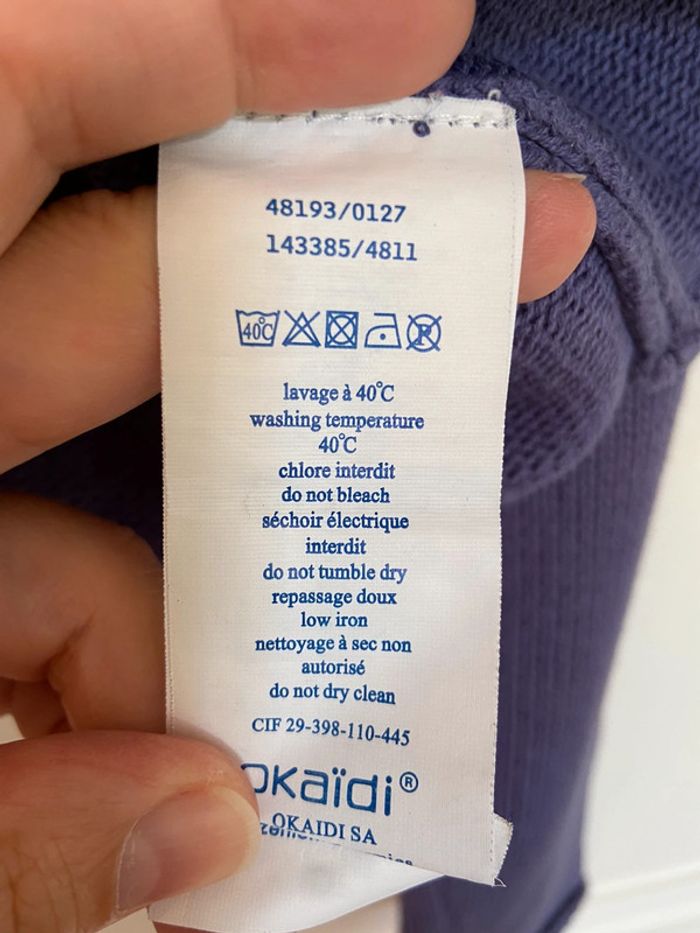 48193/0127
143385/4811
40°C P
lavage à 40°C
washing temperature
40°C
chlore interdit
do not bleach
séchoir électrique
interdit
do not tumble dry
repassage doux
low iron
nettoyage à sec non
autorisé
do not dry clean
CIF 29-398-110-445
okaïdi®
OKAIDI SA